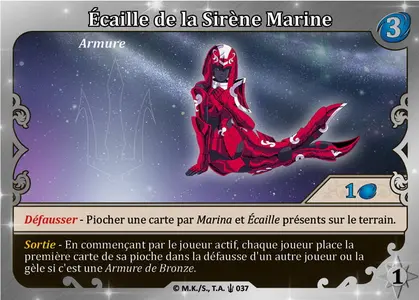 Écaille de la Sirène Marine
3
Armure
1
Défausser - Piocher une carte par Marina et Écaille présents sur le terrain.
Sortie - En commençant par le joueur actif, chaque joueur place la
première carte de sa pioche dans la défausse d'un autre joueur ou la
gèle si c'est une Armure de Bronze.
1
© M.K./S., T.A. 037